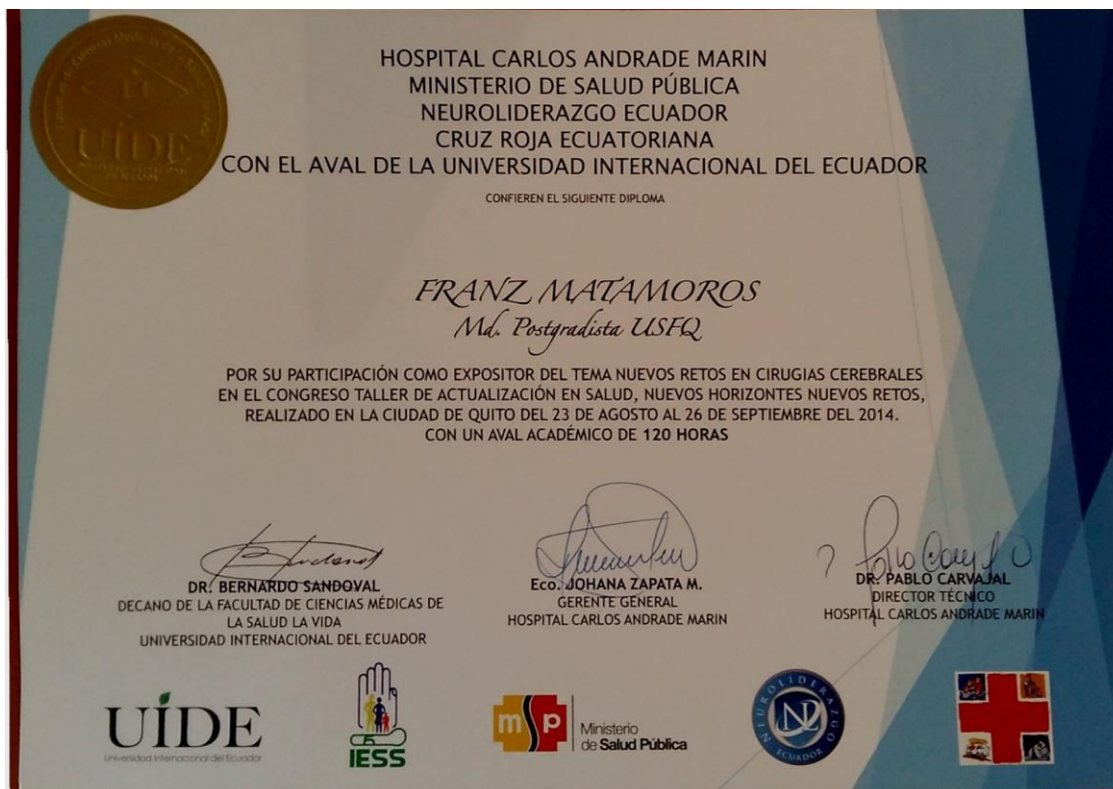 HOSPITAL CARLOS ANDRADE MARIN
MINISTERIO DE SALUD PÚBLICA
NEUROLIDERAZGO ECUADOR
CRUZ ROJA ECUATORIANA
CON EL AVAL DE LA UNIVERSIDAD INTERNACIONAL DEL ECUADOR
CONFIEREN EL SIGUIENTE DIPLOMA
UIDE
FRANZ MATAMOROS
Md. Postgradista USFQ
POR SU PARTICIPACIÓN COMO EXPOSITOR DEL TEMA NUEVOS RETOS EN CIRUGIAS CEREBRALES
EN EL CONGRESO TALLER DE ACTUALIZACIÓN EN SALUD, NUEVOS HORIZONTES NUEVOS RETOS,
REALIZADO EN LA CIUDAD DE QUITO DEL 23 DE AGOSTO AL 26 DE SEPTIEMBRE DEL 2014.
CON UN AVAL ACADÉMICO DE 120 HORAS
DR. BERNARDO SANDOVAL
DECANO DE LA FACULTAD DE CIENCIAS MÉDICAS DE
LA SALUD LA VIDA
UNIVERSIDAD INTERNACIONAL DEL ECUADOR
Eco. JOHANA ZAPATA M.
GERENTE GENERAL
HOSPITAL CARLOS ANDRADE MARIN
DR. PABLO CARVAJAL
DIRECTOR TÉCNICO
HOSPITAL CARLOS ANDRADE MARIN
UÍDE
Universidad Internacional del Ecuador
IESS
msp
Ministerio
de Salud Pública
NEUROLIDERAZGO
ECUADOR